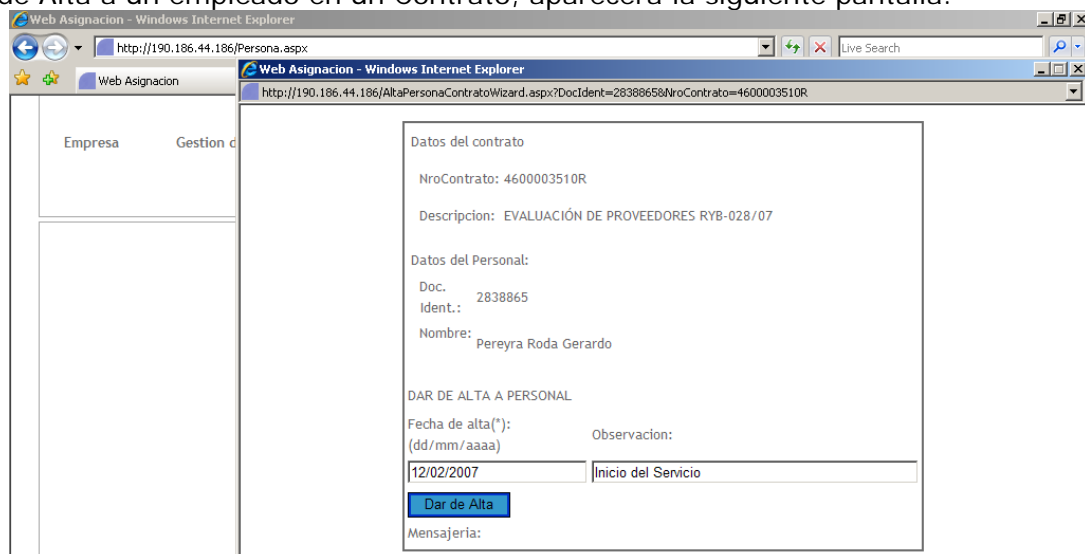 de Alta a un empleado en un Contrato, aparecerá la siguiente pantalla:
Web Asignacion - Windows Internet Explorer
http://190.186.44.186/Persona.aspx
Live Search
Web Asignacion
Web Asignacion - Windows Internet Explorer
http://190.186.44.186/AltaPersonaContratoWizard.aspx?DocIdent=2838865&NroContrato=4600003510R
Empresa
Gestion d
Datos del contrato
NroContrato: 4600003510R
Descripcion: EVALUACIÓN DE PROVEEDORES RYB-028/07
Datos del Personal:
Doc.
Ident.: 2838865
Nombre:
Pereyra Roda Gerardo
DAR DE ALTA A PERSONAL
Fecha de alta(*):
(dd/mm/aaaa)
Observacion:
12/02/2007
Inicio del Servicio
Dar de Alta
Mensajeria: